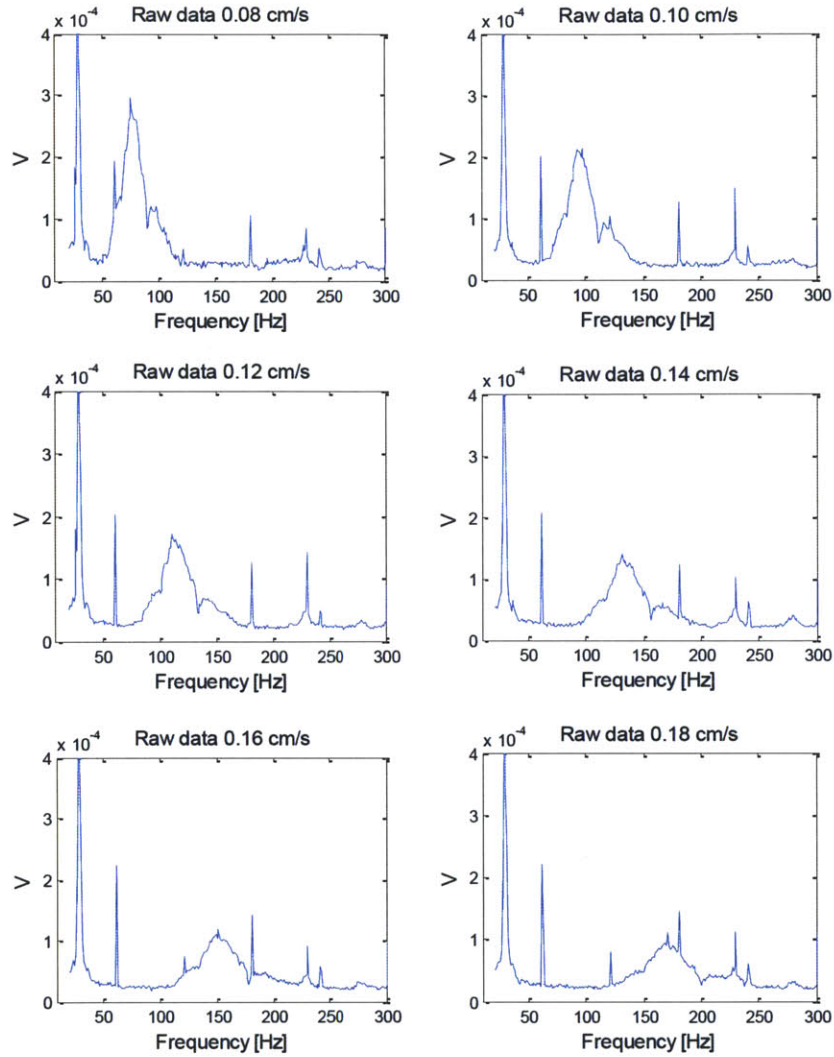 Raw data 0.08 cm/s
x 10⁻⁴
4
3
2
1
0
V
50 100 150 200 250 300
Frequency [Hz]
Raw data 0.10 cm/s
x 10⁻⁴
4
3
2
1
0
V
50 100 150 200 250 300
Frequency [Hz]
Raw data 0.12 cm/s
x 10⁻⁴
4
3
2
1
0
V
50 100 150 200 250 300
Frequency [Hz]
Raw data 0.14 cm/s
x 10⁻⁴
4
3
2
1
0
V
50 100 150 200 250 300
Frequency [Hz]
Raw data 0.16 cm/s
x 10⁻⁴
4
3
2
1
0
V
50 100 150 200 250 300
Frequency [Hz]
Raw data 0.18 cm/s
x 10⁻⁴
4
3
2
1
0
V
50 100 150 200 250 300
Frequency [Hz]